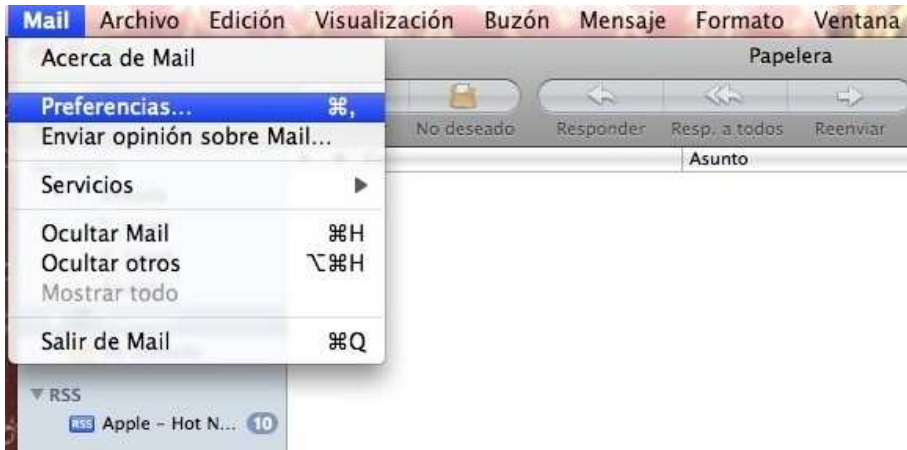 Mail Archivo Edición Visualización Buzón Mensaje Formato Ventana
Acerca de Mail
Papelera
Preferencias... ⌘,
Enviar opinión sobre Mail...
No deseado Responder Resp. a todos Reenviar
Asunto
Servicios ▶
Ocultar Mail ⌘H
Ocultar otros ⌥⌘H
Mostrar todo
Salir de Mail ⌘Q
▼ RSS
RSS Apple – Hot N... 10